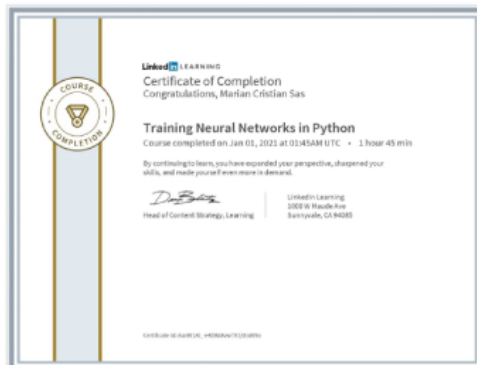 LinkedIn LEARNING
Certificate of Completion
Congratulations, Marian Cristian Sas
COURSE
COMPLETION
Training Neural Networks in Python
Course completed on Jan 01, 2021 at 01:45AM UTC • 1 hour 45 min
By continuing to learn, you have expanded your perspective, sharpened your
skills, and made yourself even more in demand.
Head of Content Strategy, Learning
LinkedIn Learning
1000 W Maude Ave
Sunnyvale, CA 94085
Certificate Id: